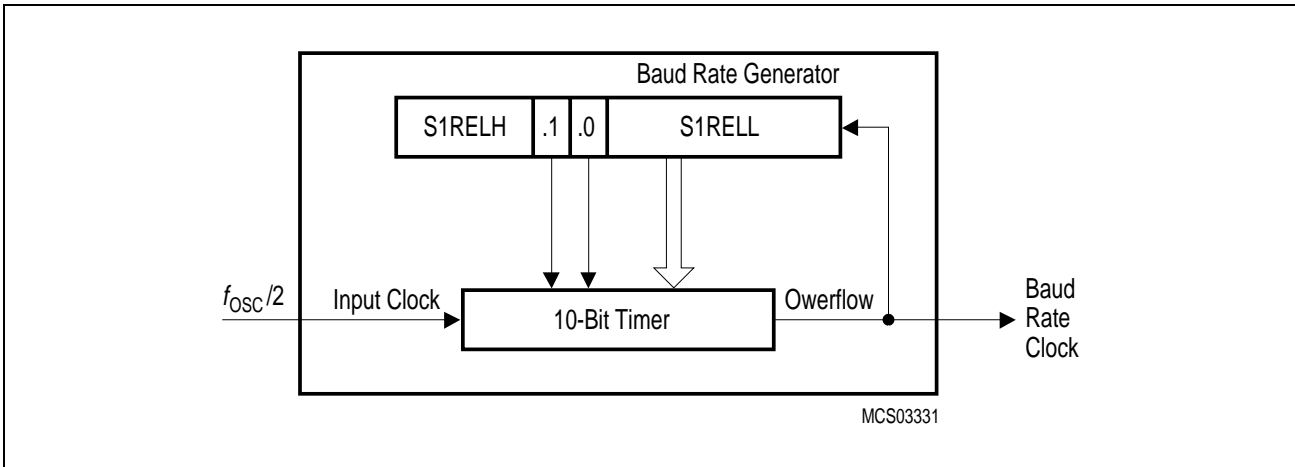 Baud Rate Generator
S1RELH .1 .0 S1RELL
fOSC/2 Input Clock 10-Bit Timer Owerflow
Baud
Rate
Clock
MCS03331